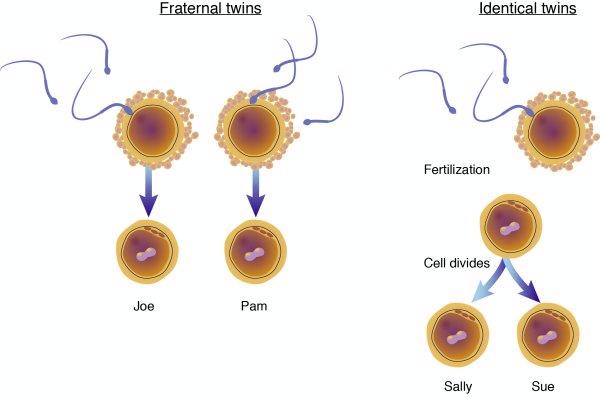 Fraternal twins
Identical twins
Fertilization
Cell divides
Joe
Pam
Sally
Sue